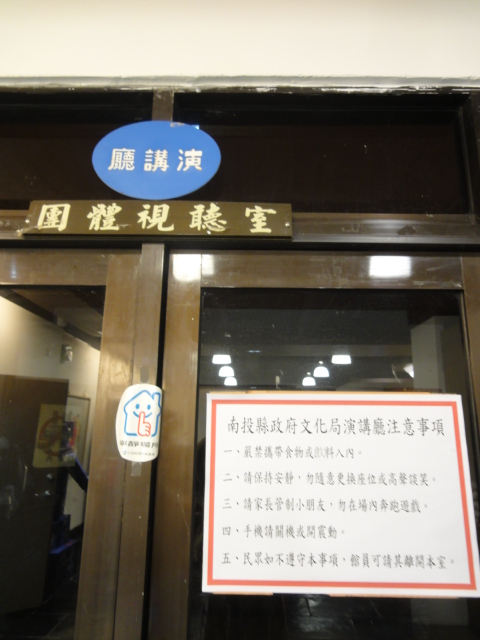 廳講演
團體視聽室
南投縣政府文化局演講廳注意事項
一、嚴禁攜帶食物或飲料入內。
二、請保持安靜，勿隨意更換座位或高聲談笑。
三、請家長管制小朋友，勿在場內奔跑遊戲。
四、手機請關機或開震動。
五、民眾如不遵守本事項，館員可請其離開本室。